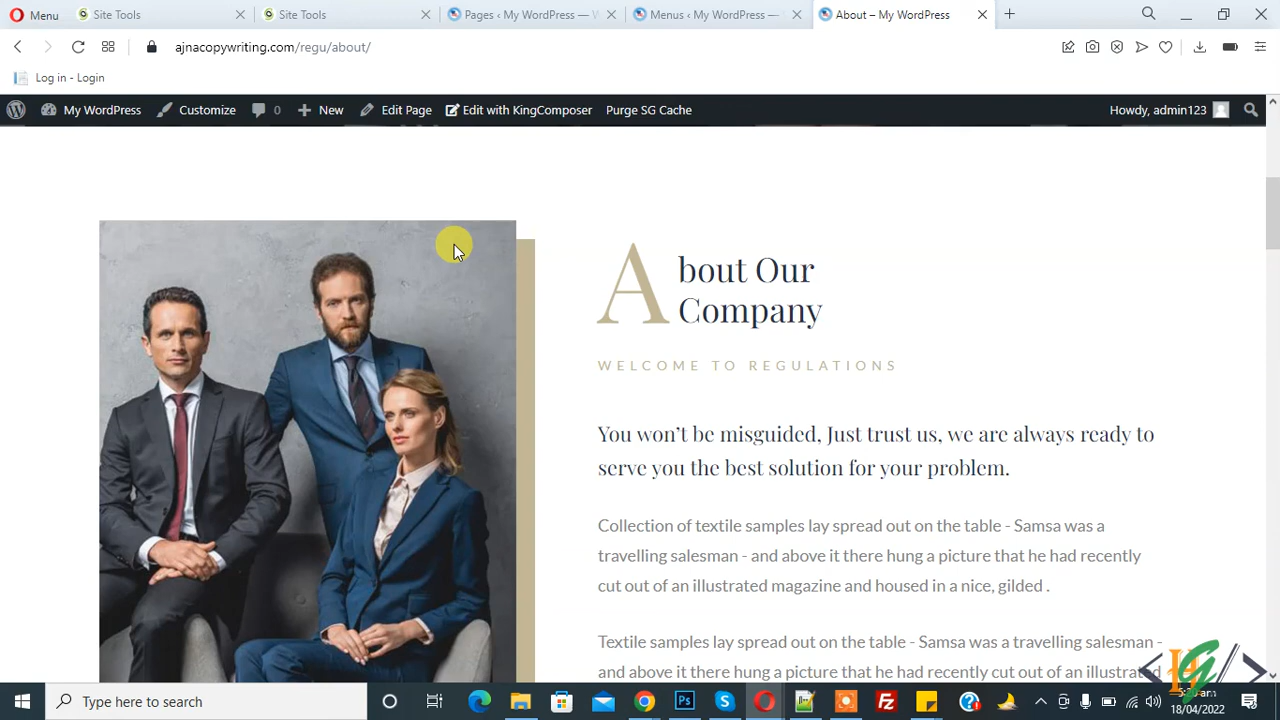 Menu
Site Tools
Site Tools
Pages ‹ My WordPress — W
Menus ‹ My WordPress —
About – My WordPress
ajnacopywriting.com/regu/about/
Log in - Login
My WordPress
Customize
0
New
Edit Page
Edit with KingComposer
Purge SG Cache
Howdy, admin123
About Our
Company
WELCOME TO REGULATIONS
You won't be misguided, Just trust us, we are always ready to
serve you the best solution for your problem.
Collection of textile samples lay spread out on the table - Samsa was a
travelling salesman - and above it there hung a picture that he had recently
cut out of an illustrated magazine and housed in a nice, gilded .
Textile samples lay spread out on the table - Samsa was a travelling salesman -
and above it there hung a picture that he had recently cut out of an illustrated
Type here to search
18/04/2022